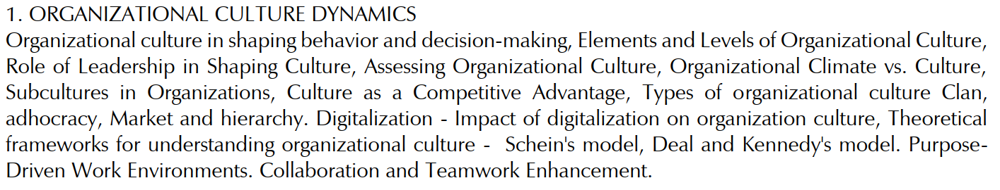 1. ORGANIZATIONAL CULTURE DYNAMICS
Organizational culture in shaping behavior and decision-making, Elements and Levels of Organizational Culture,
Role of Leadership in Shaping Culture, Assessing Organizational Culture, Organizational Climate vs. Culture,
Subcultures in Organizations, Culture as a Competitive Advantage, Types of organizational culture Clan,
adhocracy, Market and hierarchy. Digitalization - Impact of digitalization on organization culture, Theoretical
frameworks for understanding organizational culture -  Schein's model, Deal and Kennedy's model. Purpose-
Driven Work Environments. Collaboration and Teamwork Enhancement.